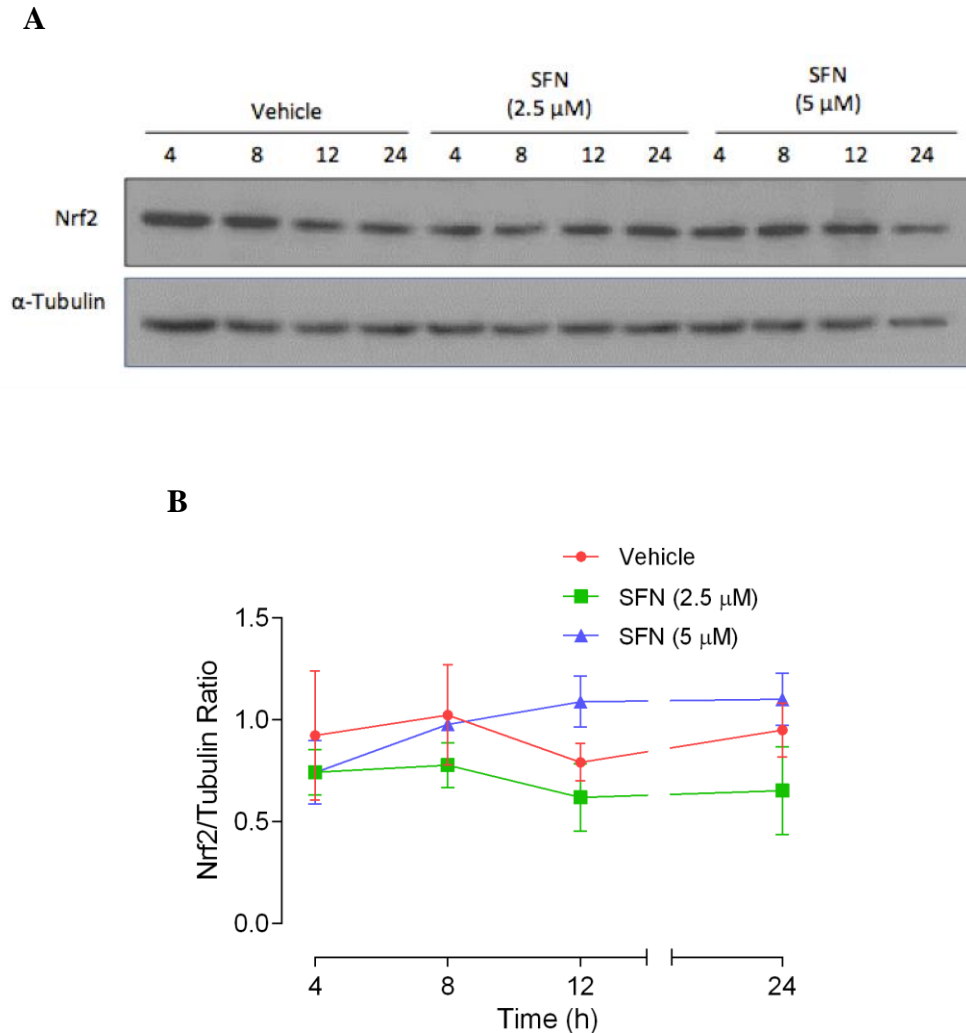 A
SFN
(2.5 μM)
SFN
(5 μM)
Vehicle
4 8 12 24 4 8 12 24 4 8 12 24
Nrf2
α-Tubulin
B
Vehicle
SFN (2.5 μM)
SFN (5 μM)
1.5
1.0
0.5
0.0
Nrf2/Tubulin Ratio
4 8 12 24
Time (h)